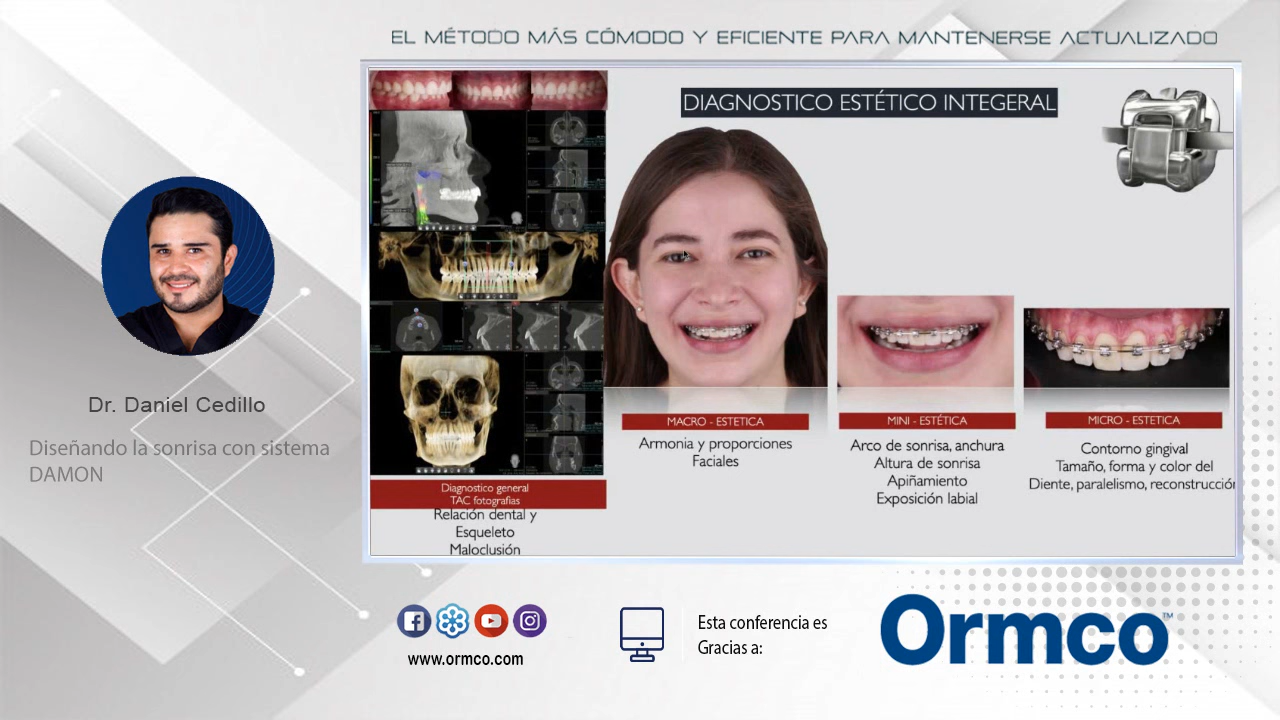 EL MÉTODO MÁS CÓMODO Y EFICIENTE PARA MANTENERSE ACTUALIZADO
DIAGNOSTICO ESTÉTICO INTEGERAL
Dr. Daniel Cedillo
Diseñando la sonrisa con sistema
DAMON
Diagnostico general
TAC fotografias
Relación dental y
Esqueleto
Maloclusión
MACRO - ESTETICA
Armonia y proporciones
Faciales
MINI - ESTÉTICA
Arco de sonrisa, anchura
Altura de sonrisa
Apiñamiento
Exposición labial
MICRO - ESTETICA
Contorno gingival
Tamaño, forma y color del
Diente, paralelismo, reconstrucción
www.ormco.com
Esta conferencia es
Gracias a:
Ormco™